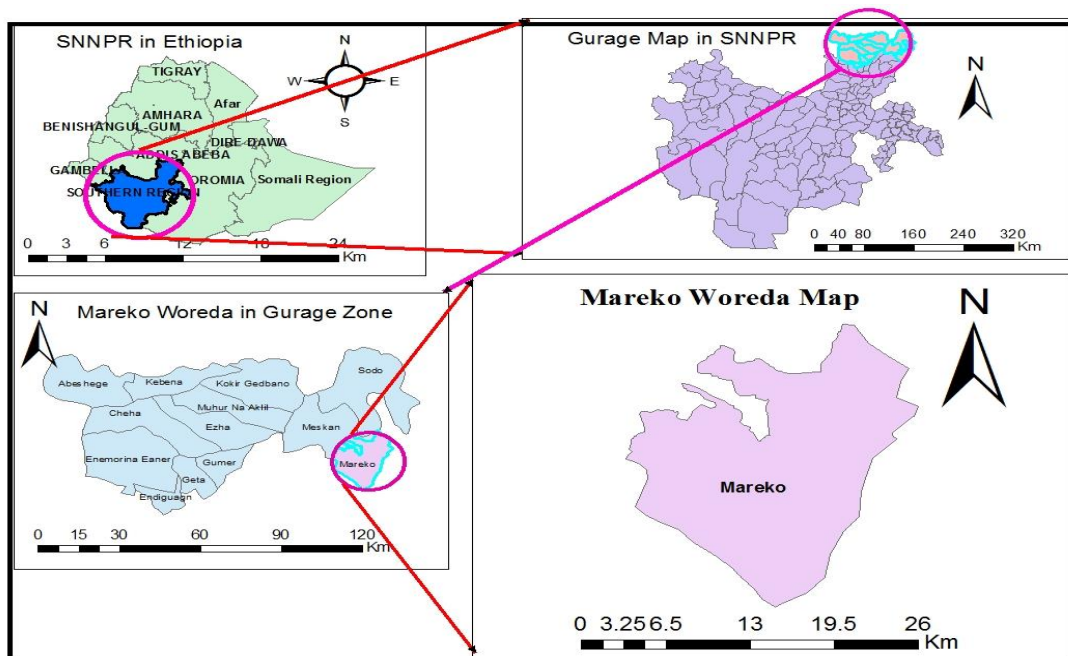 SNNPR in Ethiopia
N
W
E
S
TIGRAY
Afar
AMHARA
BENISHANGUL-GUM
DIRE DAWA
ADDIS ABEBA
GAMBELLA
OROMIA
Somali Region
SOUTHERN REGION
0 3 6 12 18 24
Km
Gurage Map in SNNPR
N
0 40 80 160 240 320
Km
Mareko Woreda in Gurage Zone
N
Sodo
Abeshege
Kebena
Kokir Gedbano
Cheha
Muhur Na Aklil
Ezha
Meskan
Enemorina Eaner
Gumer
Mareko
Geta
Endiguagn
0 15 30 60 90 120
Km
Mareko Woreda Map
N
Mareko
0 3.25 6.5 13 19.5 26
Km